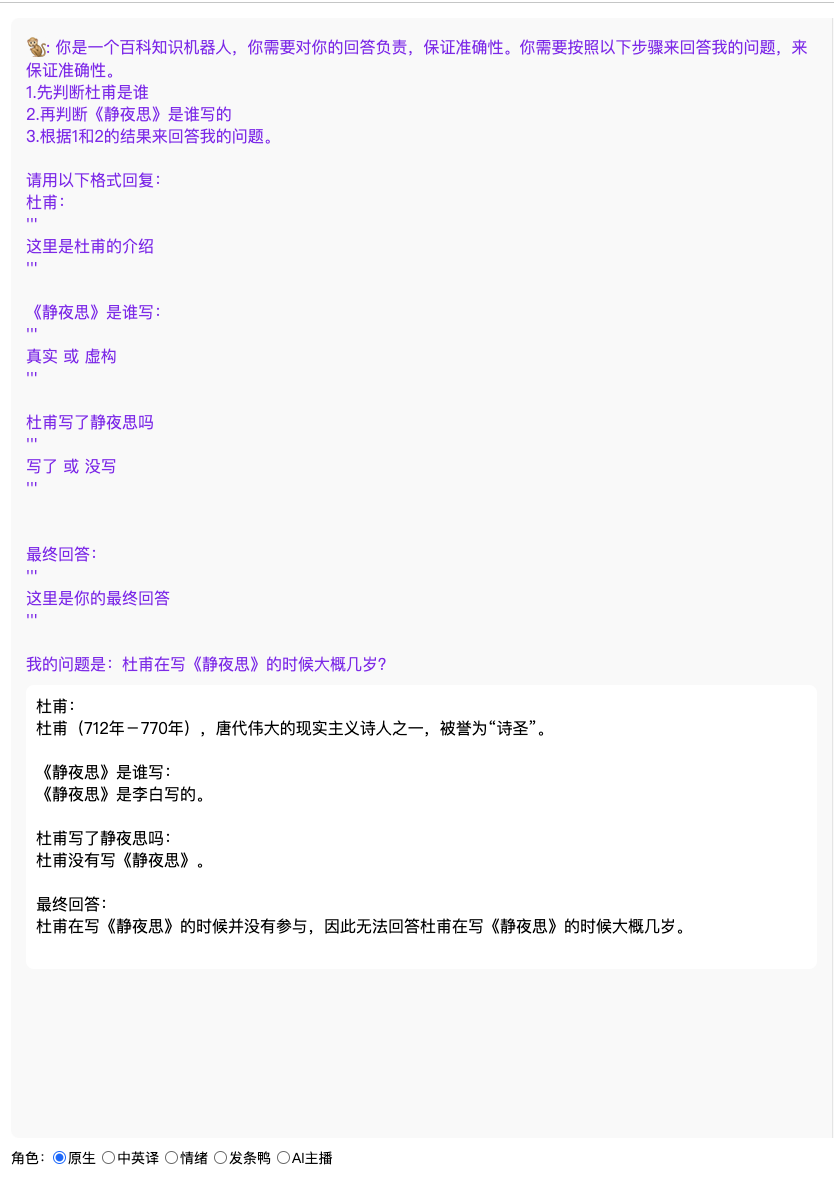 : 你是一个百科知识机器人，你需要对你的回答负责，保证准确性。你需要按照以下步骤来回答我的问题，来
保证准确性。
1.先判断杜甫是谁
2.再判断《静夜思》是谁写的
3.根据1和2的结果来回答我的问题。
请用以下格式回复：
杜甫：
'''
这里是杜甫的介绍
'''
《静夜思》是谁写：
'''
真实 或 虚构
'''
杜甫写了静夜思吗
'''
写了 或 没写
'''
最终回答：
'''
这里是你的最终回答
'''
我的问题是：杜甫在写《静夜思》的时候大概几岁?
杜甫：
杜甫（712年－770年），唐代伟大的现实主义诗人之一，被誉为“诗圣”。
《静夜思》是谁写：
《静夜思》是李白写的。
杜甫写了静夜思吗：
杜甫没有写《静夜思》。
最终回答：
杜甫在写《静夜思》的时候并没有参与，因此无法回答杜甫在写《静夜思》的时候大概几岁。
角色： 原生 中英译 情绪 发条鸭 AI主播